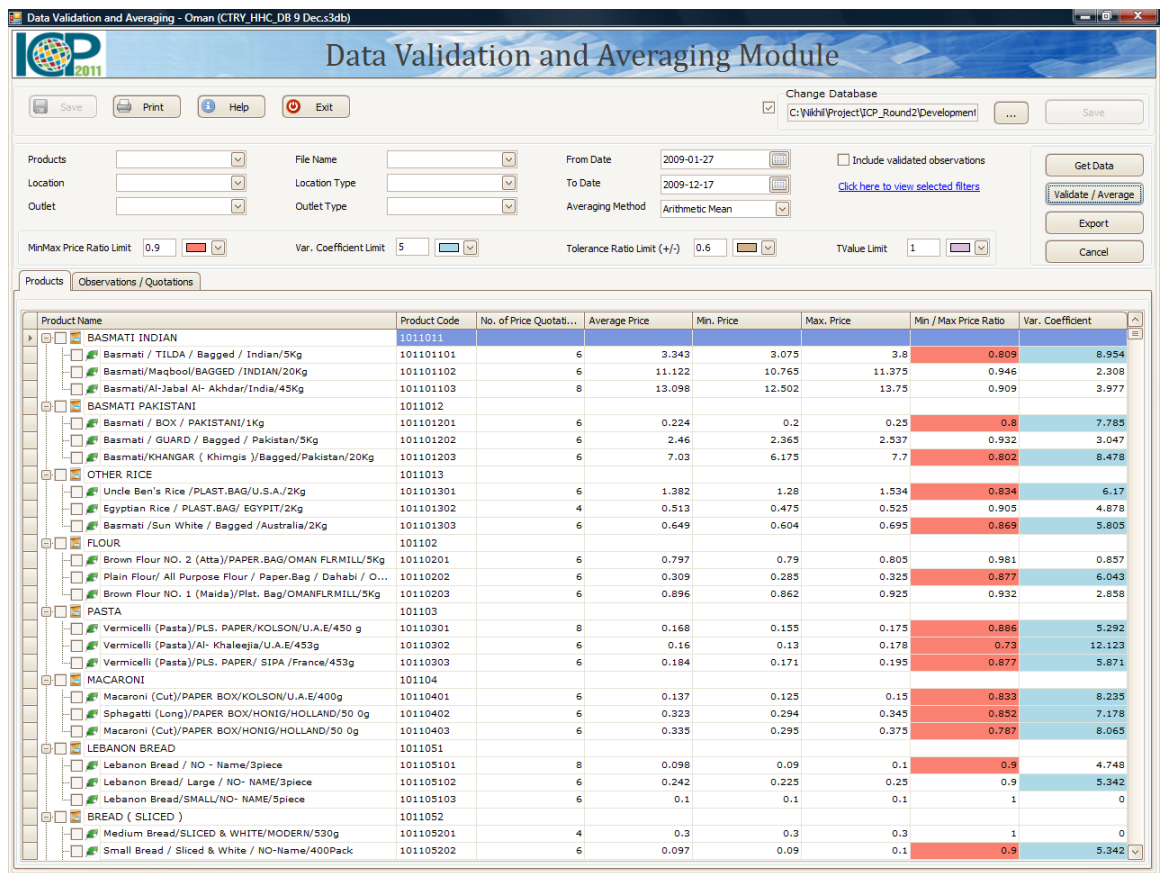 Data Validation and Averaging - Oman (CTRY_HHC_DB 9 Dec.s3db)
ICP 2011
Data Validation and Averaging Module
Change Database
Save Print Help Exit C:\Nikhil\Project\ICP_Round2\Development ... Save
Products File Name From Date 2009-01-27 Include validated observations Get Data
Location Location Type To Date 2009-12-17 Click here to view selected filters Validate / Average
Outlet Outlet Type Averaging Method Arithmetic Mean Export
MinMax Price Ratio Limit 0.9 Var. Coefficient Limit 5 Tolerance Ratio Limit (+/-) 0.6 TValue Limit 1 Cancel
Products Observations / Quotations
Product Name Product Code No. of Price Quotati... Average Price Min. Price Max. Price Min / Max Price Ratio Var. Coefficient
BASMATI INDIAN 1011011
Basmati / TILDA / Bagged / Indian/5Kg 101101101 6 3.343 3.075 3.8 0.809 8.954
Basmati/Maqbool/BAGGED /INDIAN/20Kg 101101102 6 11.122 10.765 11.375 0.946 2.308
Basmati/Al-Jabal Al- Akhdar/India/45Kg 101101103 8 13.098 12.502 13.75 0.909 3.977
BASMATI PAKISTANI 1011012
Basmati / BOX / PAKISTANI/1Kg 101101201 6 0.224 0.2 0.25 0.8 7.785
Basmati / GUARD / Bagged / Pakistan/5Kg 101101202 6 2.46 2.365 2.537 0.932 3.047
Basmati/KHANGAR ( Khimgis )/Bagged/Pakistan/20Kg 101101203 6 7.03 6.175 7.7 0.802 8.478
OTHER RICE 1011013
Uncle Ben's Rice /PLAST.BAG/U.S.A./2Kg 101101301 6 1.382 1.28 1.534 0.834 6.17
Egyptian Rice / PLAST.BAG/ EGYPIT/2Kg 101101302 4 0.513 0.475 0.525 0.905 4.878
Basmati /Sun White / Bagged /Australia/2Kg 101101303 6 0.649 0.604 0.695 0.869 5.805
FLOUR 101102
Brown Flour NO. 2 (Atta)/PAPER.BAG/OMAN FLRMILL/5Kg 10110201 6 0.797 0.79 0.805 0.981 0.857
Plain Flour/ All Purpose Flour / Paper.Bag / Dahabi / O... 10110202 6 0.309 0.285 0.325 0.877 6.043
Brown Flour NO. 1 (Maida)/Plst. Bag/OMANFLRMILL/5Kg 10110203 6 0.896 0.862 0.925 0.932 2.858
PASTA 101103
Vermicelli (Pasta)/PLS. PAPER/KOLSON/U.A.E/450 g 10110301 8 0.168 0.155 0.175 0.886 5.292
Vermicelli (Pasta)/Al- Khaleejia/U.A.E/453g 10110302 6 0.16 0.13 0.178 0.73 12.123
Vermicelli (Pasta)/PLS. PAPER/ SIPA /France/453g 10110303 6 0.184 0.171 0.195 0.877 5.871
MACARONI 101104
Macaroni (Cut)/PAPER BOX/KOLSON/U.A.E/400g 10110401 6 0.137 0.125 0.15 0.833 8.235
Sphagatti (Long)/PAPER BOX/HONIG/HOLLAND/50 0g 10110402 6 0.323 0.294 0.345 0.852 7.178
Macaroni (Cut)/PAPER BOX/HONIG/HOLLAND/50 0g 10110403 6 0.335 0.295 0.375 0.787 8.065
LEBANON BREAD 1011051
Lebanon Bread / NO - Name/3piece 101105101 8 0.098 0.09 0.1 0.9 4.748
Lebanon Bread/ Large / NO- NAME/3piece 101105102 6 0.242 0.225 0.25 0.9 5.342
Lebanon Bread/SMALL/NO- NAME/5piece 101105103 6 0.1 0.1 0.1 1 0
BREAD ( SLICED ) 1011052
Medium Bread/SLICED & WHITE/MODERN/530g 101105201 4 0.3 0.3 0.3 1 0
Small Bread / Sliced & White / NO-Name/400Pack 101105202 6 0.097 0.09 0.1 0.9 5.342